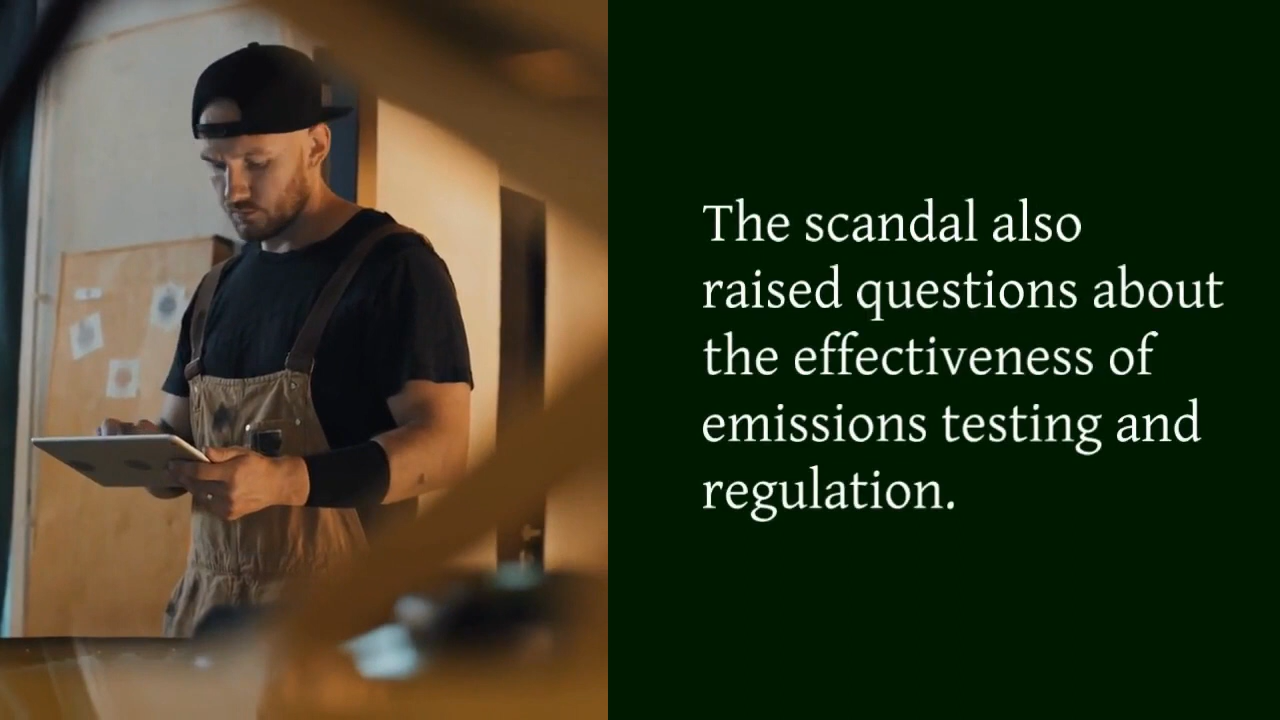 The scandal also
raised questions about
the effectiveness of
emissions testing and
regulation.